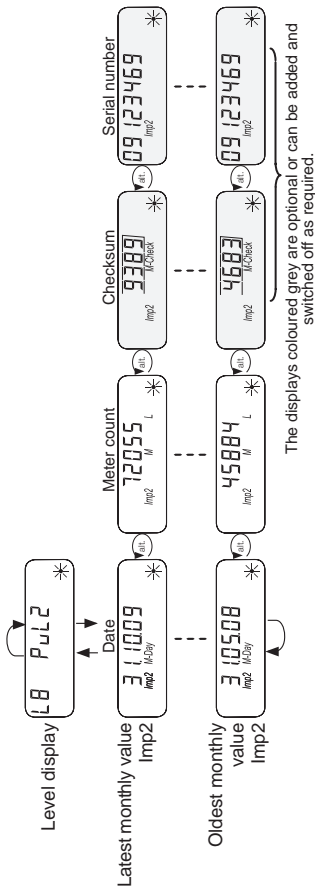 Level display
L8 PuL2
Date
Meter count
Checksum
Serial number
Latest monthly value
Imp2
31.10.09
Imp2 M-Day
alt.
72055
Imp2 M L
alt.
9389
Imp2 M-Check
alt.
09123469
Imp2
Oldest monthly
value
Imp2
31.05.08
Imp2 M-Day
alt.
45884
Imp2 M L
alt.
4683
Imp2 M-Check
alt.
09123469
Imp2
The displays coloured grey are optional or can be added and
switched off as required.